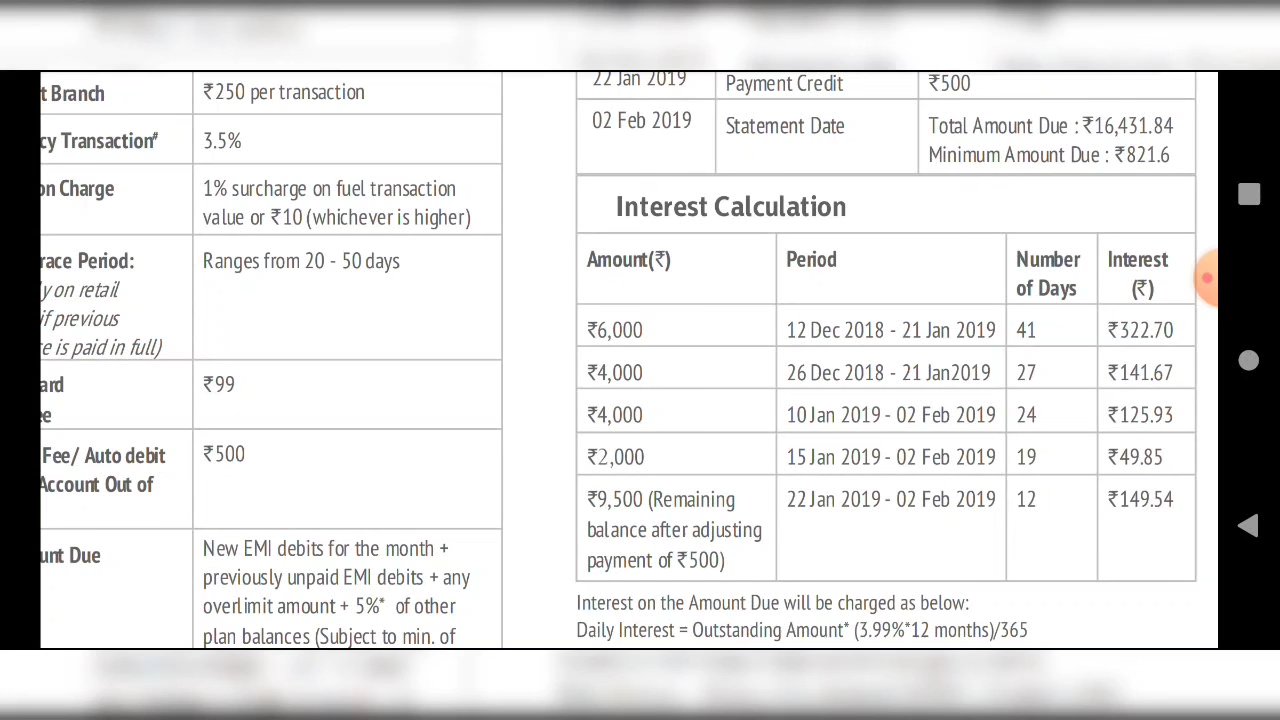 t Branch
₹250 per transaction
cy Transaction#
3.5%
on Charge
1% surcharge on fuel transaction
value or ₹10 (whichever is higher)
race Period:
y on retail
if previous
e is paid in full)
Ranges from 20 - 50 days
ard
ee
₹99
Fee/ Auto debit
Account Out of
₹500
unt Due
New EMI debits for the month +
previously unpaid EMI debits + any
overlimit amount + 5%* of other
plan balances (Subject to min. of
22 Jan 2019 Payment Credit ₹500
02 Feb 2019 Statement Date Total Amount Due : ₹16,431.84
Minimum Amount Due : ₹821.6
Interest Calculation
Amount(₹) Period Number of Days Interest (₹)
₹6,000 12 Dec 2018 - 21 Jan 2019 41 ₹322.70
₹4,000 26 Dec 2018 - 21 Jan2019 27 ₹141.67
₹4,000 10 Jan 2019 - 02 Feb 2019 24 ₹125.93
₹2,000 15 Jan 2019 - 02 Feb 2019 19 ₹49.85
₹9,500 (Remaining 22 Jan 2019 - 02 Feb 2019 12 ₹149.54
balance after adjusting
payment of ₹500)
Interest on the Amount Due will be charged as below:
Daily Interest = Outstanding Amount* (3.99%*12 months)/365